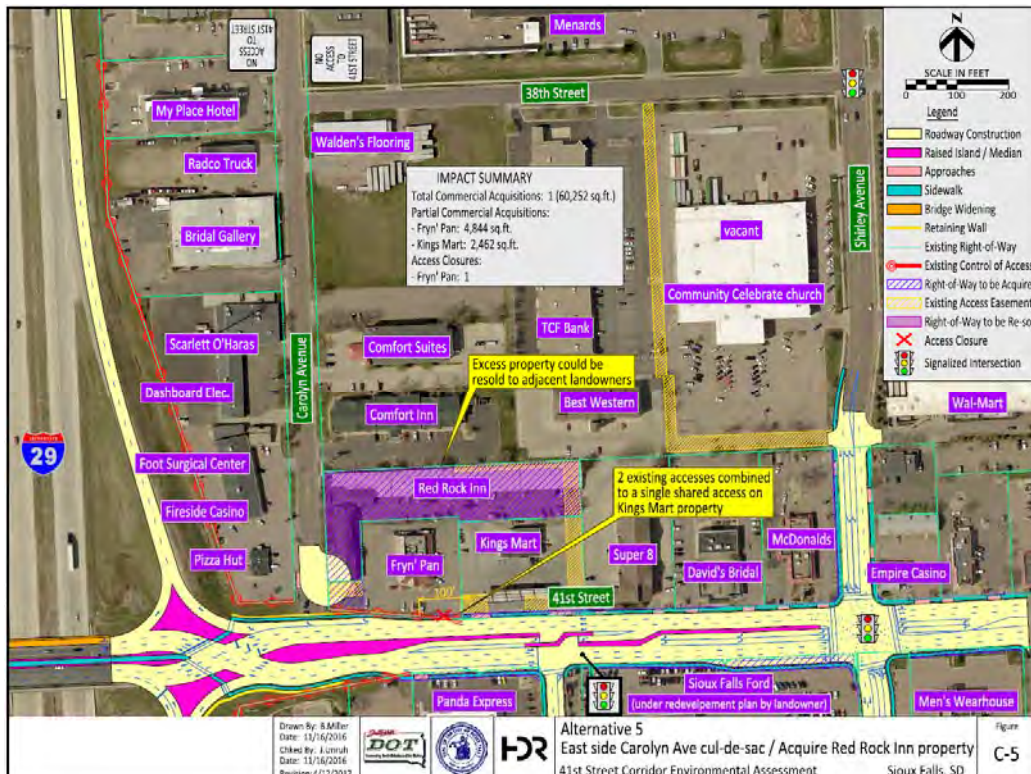 Menards
41ST STREET
TO
ACCESS
NO
NO
ACCESS
TO
41ST STREET
38th Street
My Place Hotel
Walden's Flooring
Radco Truck
Bridal Gallery
IMPACT SUMMARY
Total Commercial Acquisitions: 1 (60,252 sq.ft.)
Partial Commercial Acquisitions:
- Fryn' Pan: 4,844 sq.ft.
- Kings Mart: 2,462 sq.ft.
Access Closures:
- Fryn' Pan: 1
vacant
Shirley Avenue
Community Celebrate church
Scarlett O'Haras
Carolyn Avenue
Comfort Suites
TCF Bank
Excess property could be
resold to adjacent landowners
Dashboard Elec.
Comfort Inn
Best Western
Wal-Mart
INTERSTATE
29
Foot Surgical Center
Red Rock Inn
2 existing accesses combined
to a single shared access on
Kings Mart property
Fireside Casino
Kings Mart
McDonalds
Pizza Hut
Fryn' Pan
Super 8
David's Bridal
Empire Casino
100'
41st Street
Panda Express
Sioux Falls Ford
(under redevelpement plan by landowner)
Men's Wearhouse
N
SCALE IN FEET
0 100 200
Legend
Roadway Construction
Raised Island / Median
Approaches
Sidewalk
Bridge Widening
Retaining Wall
Existing Right-of-Way
Existing Control of Access
Right-of-Way to be Acquire
Existing Access Easement
Right-of-Way to be Re-so
Access Closure
Signalized Intersection
Drawn By: B.Miller
Date: 11/16/2016
Chked By: J.Unruh
Date: 11/16/2016
Revision: 4/12/2017
DOT
HDR
Alternative 5
East side Carolyn Ave cul-de-sac / Acquire Red Rock Inn property
41st Street Corridor Environmental Assessment
Sioux Falls, SD
Figure
C-5